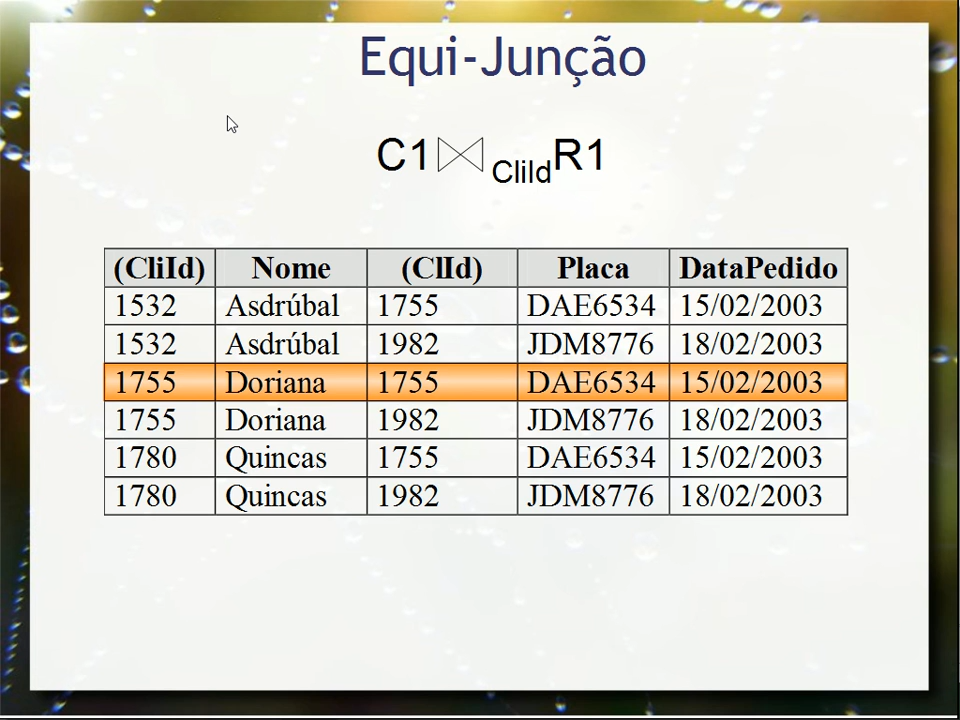 Equi-Junção
C1⋈CliIdR1
(CliId) Nome (ClId) Placa DataPedido
1532 Asdrúbal 1755 DAE6534 15/02/2003
1532 Asdrúbal 1982 JDM8776 18/02/2003
1755 Doriana 1755 DAE6534 15/02/2003
1755 Doriana 1982 JDM8776 18/02/2003
1780 Quincas 1755 DAE6534 15/02/2003
1780 Quincas 1982 JDM8776 18/02/2003